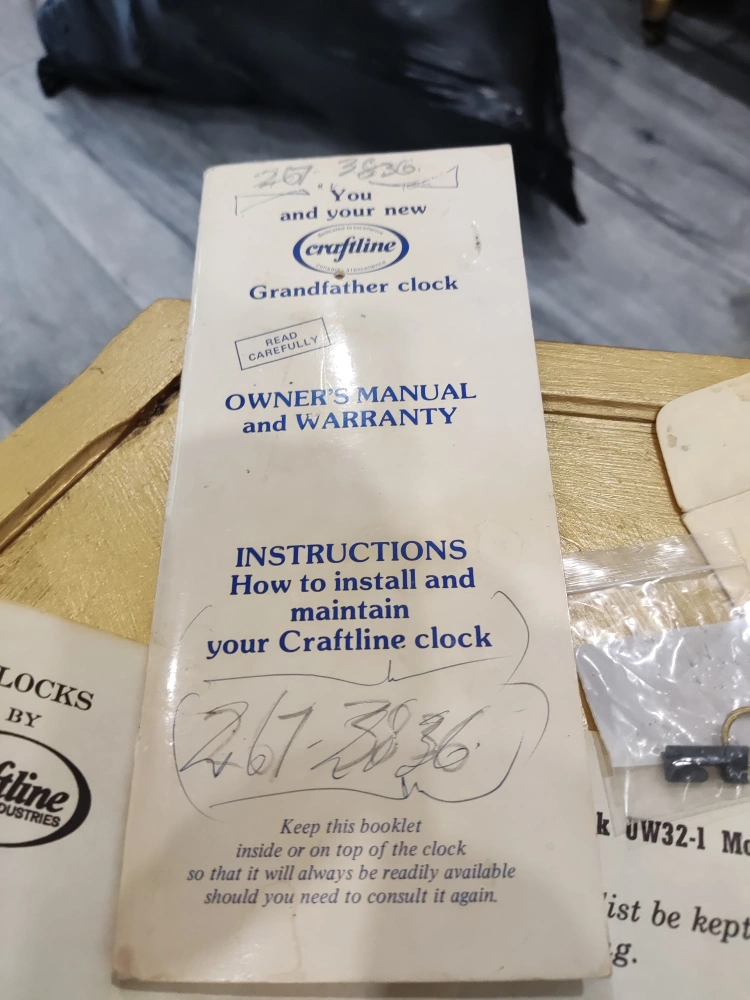 267-3836
"You
and your new
craftline
Grandfather clock
READ
CAREFULLY
OWNER'S MANUAL
and WARRANTY
INSTRUCTIONS
How to install and
maintain
your Craftline clock
267-3836
Keep this booklet
inside or on top of the clock
so that it will always be readily available
should you need to consult it again.
LOCKS
BY
ftline
DUSTRIES
k UW32-1 Mo
ist be kept
g.